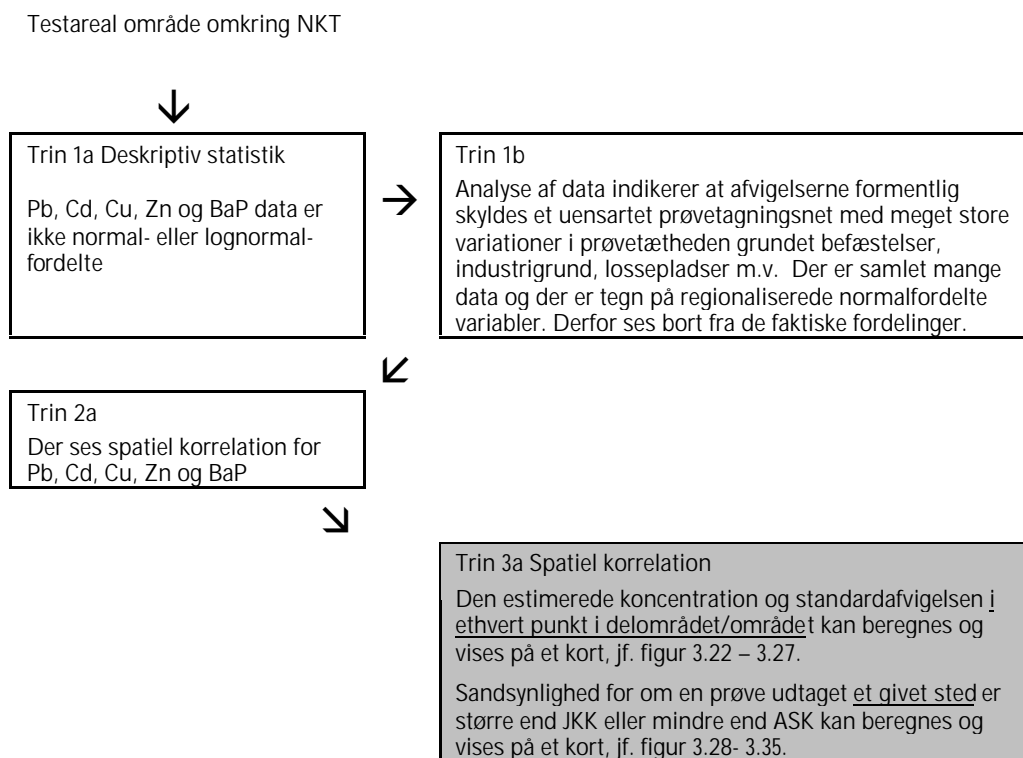 Testareal område omkring NKT
Trin 1a Deskriptiv statistik
Pb, Cd, Cu, Zn og BaP data er
ikke normal- eller lognormal-
fordelte
Trin 1b
Analyse af data indikerer at afvigelserne formentlig
skyldes et uensartet prøvetagningsnet med meget store
variationer i prøvetætheden grundet befæstelser,
industrigrund, lossepladser m.v. Der er samlet mange
data og der er tegn på regionaliserede normalfordelte
variabler. Derfor ses bort fra de faktiske fordelinger.
Trin 2a
Der ses spatiel korrelation for
Pb, Cd, Cu, Zn og BaP
Trin 3a Spatiel korrelation
Den estimerede koncentration og standardafvigelsen i
ethvert punkt i delområdet/området kan beregnes og
vises på et kort, jf. figur 3.22 – 3.27.
Sandsynlighed for om en prøve udtaget et givet sted er
større end JKK eller mindre end ASK kan beregnes og
vises på et kort, jf. figur 3.28- 3.35.